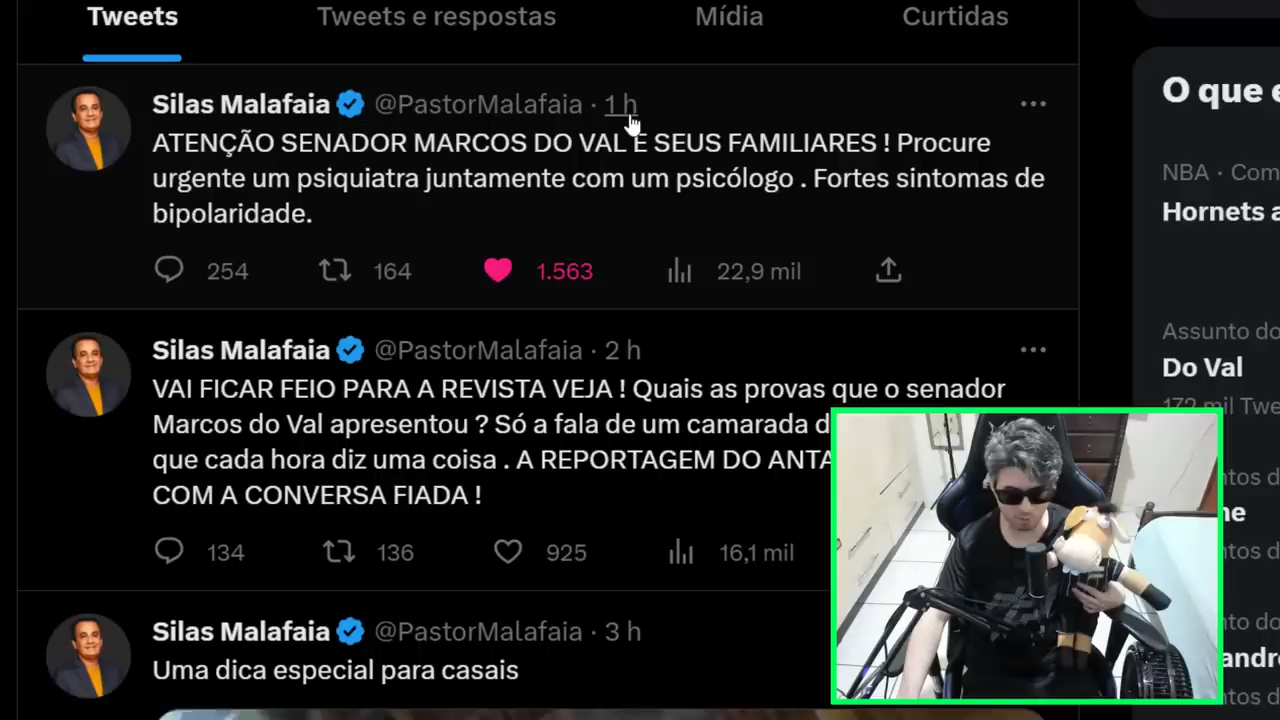 Tweets
Tweets e respostas
Mídia
Curtidas
Silas Malafaia @PastorMalafaia · 1 h
ATENÇÃO SENADOR MARCOS DO VAL E SEUS FAMILIARES ! Procure
urgente um psiquiatra juntamente com um psicólogo . Fortes sintomas de
bipolaridade.
254
164
1.563
22,9 mil
Silas Malafaia @PastorMalafaia · 2 h
VAI FICAR FEIO PARA A REVISTA VEJA ! Quais as provas que o senador
Marcos do Val apresentou ? Só a fala de um camarada
que cada hora diz uma coisa . A REPORTAGEM DO
COM A CONVERSA FIADA !
134
136
925
16,1 mil
Silas Malafaia @PastorMalafaia · 3 h
Uma dica especial para casais
O que
NBA ·
Hornets
Assunto do
Do Val
172 mil